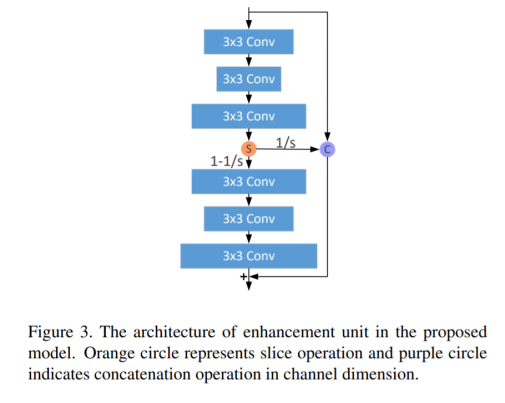 3x3 Conv
3x3 Conv
3x3 Conv
S
1/s
C
1-1/s
3x3 Conv
3x3 Conv
3x3 Conv
+
Figure 3. The architecture of enhancement unit in the proposed
model. Orange circle represents slice operation and purple circle
indicates concatenation operation in channel dimension.